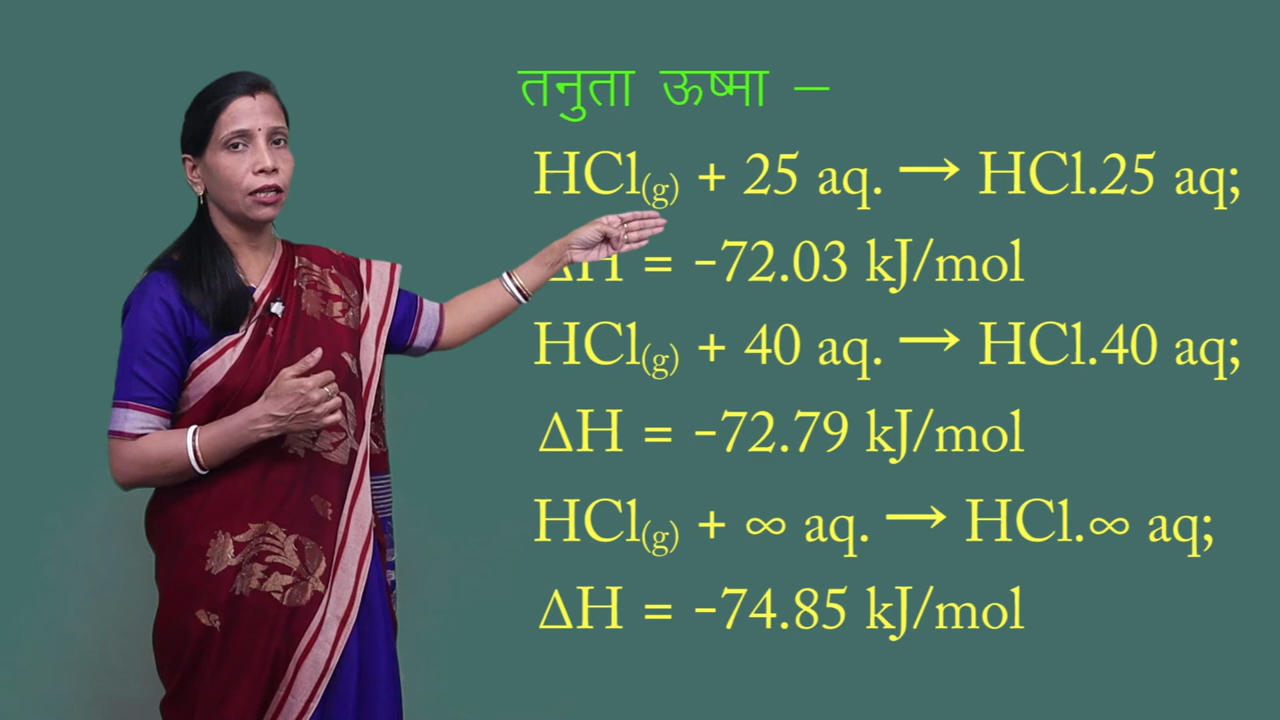 तनुता ऊष्मा –
HCl(g) + 25 aq. → HCl.25 aq;
ΔH = -72.03 kJ/mol
HCl(g) + 40 aq. → HCl.40 aq;
ΔH = -72.79 kJ/mol
HCl(g) + ∞ aq. → HCl.∞ aq;
ΔH = -74.85 kJ/mol